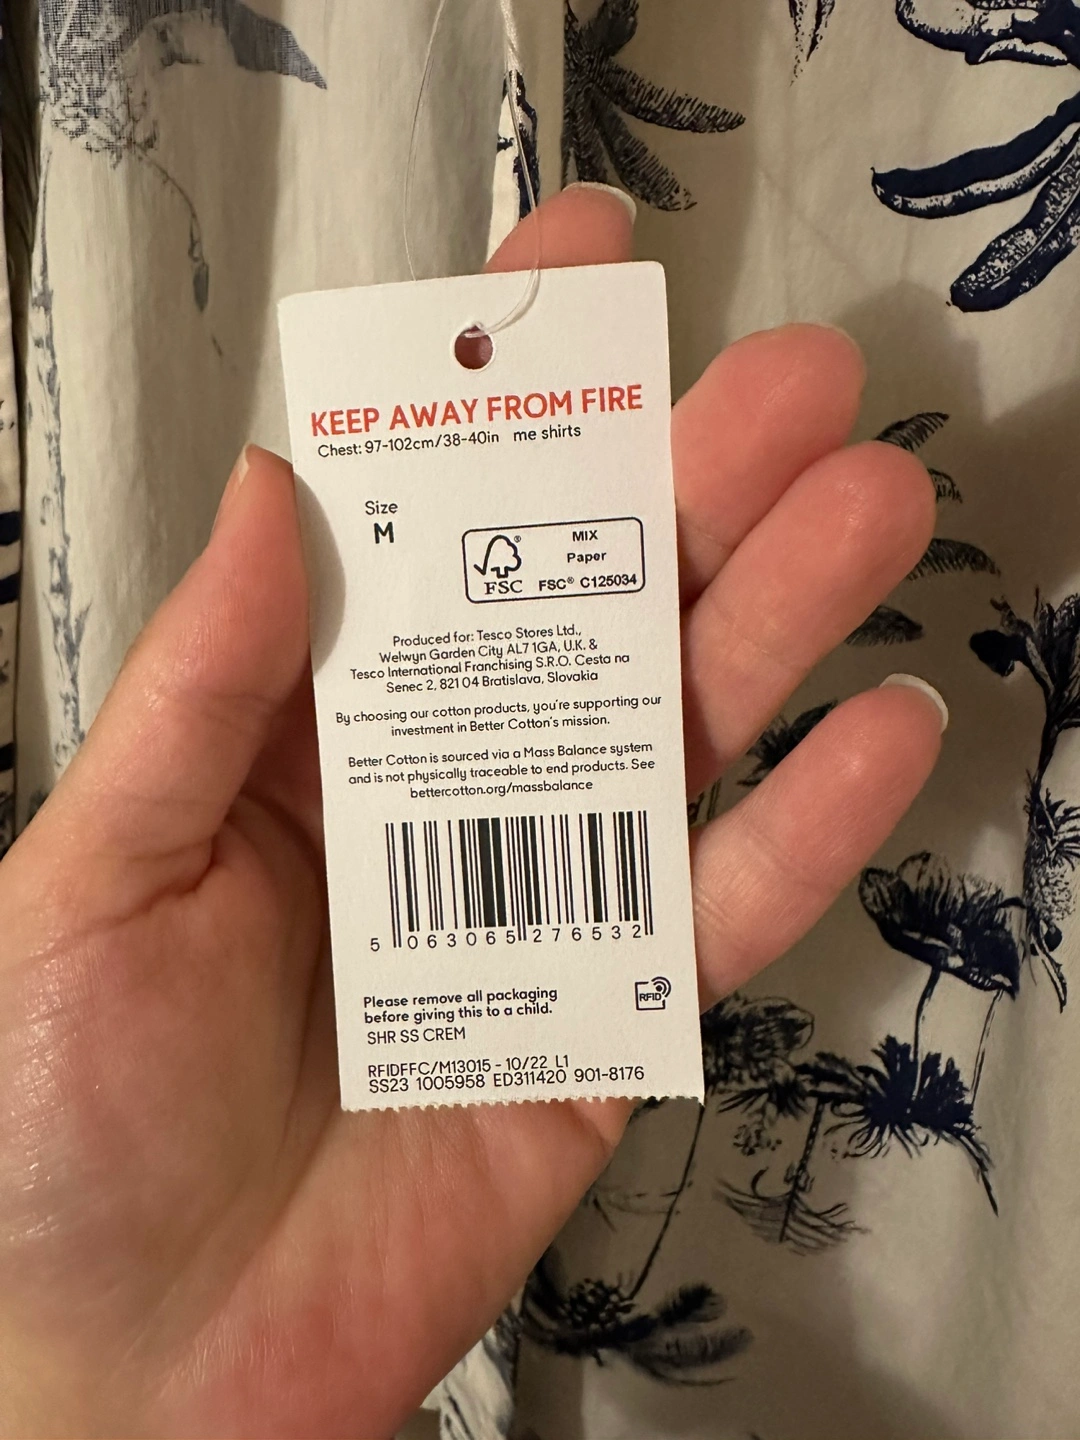 KEEP AWAY FROM FIRE
Chest: 97-102cm/38-40in me shirts
Size
M
FSC®
MIX
Paper
FSC® C125034
Produced for: Tesco Stores Ltd.,
Welwyn Garden City AL7 1GA, U.K. &
Tesco International Franchising S.R.O. Cesta na
Senec 2, 821 04 Bratislava, Slovakia
By choosing our cotton products, you're supporting our
investment in Better Cotton's mission.
Better Cotton is sourced via a Mass Balance system
and is not physically traceable to end products. See
bettercotton.org/massbalance
5 063065 276532
Please remove all packaging
before giving this to a child.
RFID
SHR SS CREM
RFIDFFC/M13015 - 10/22 L1
SS23 1005958 ED311420 901-8176